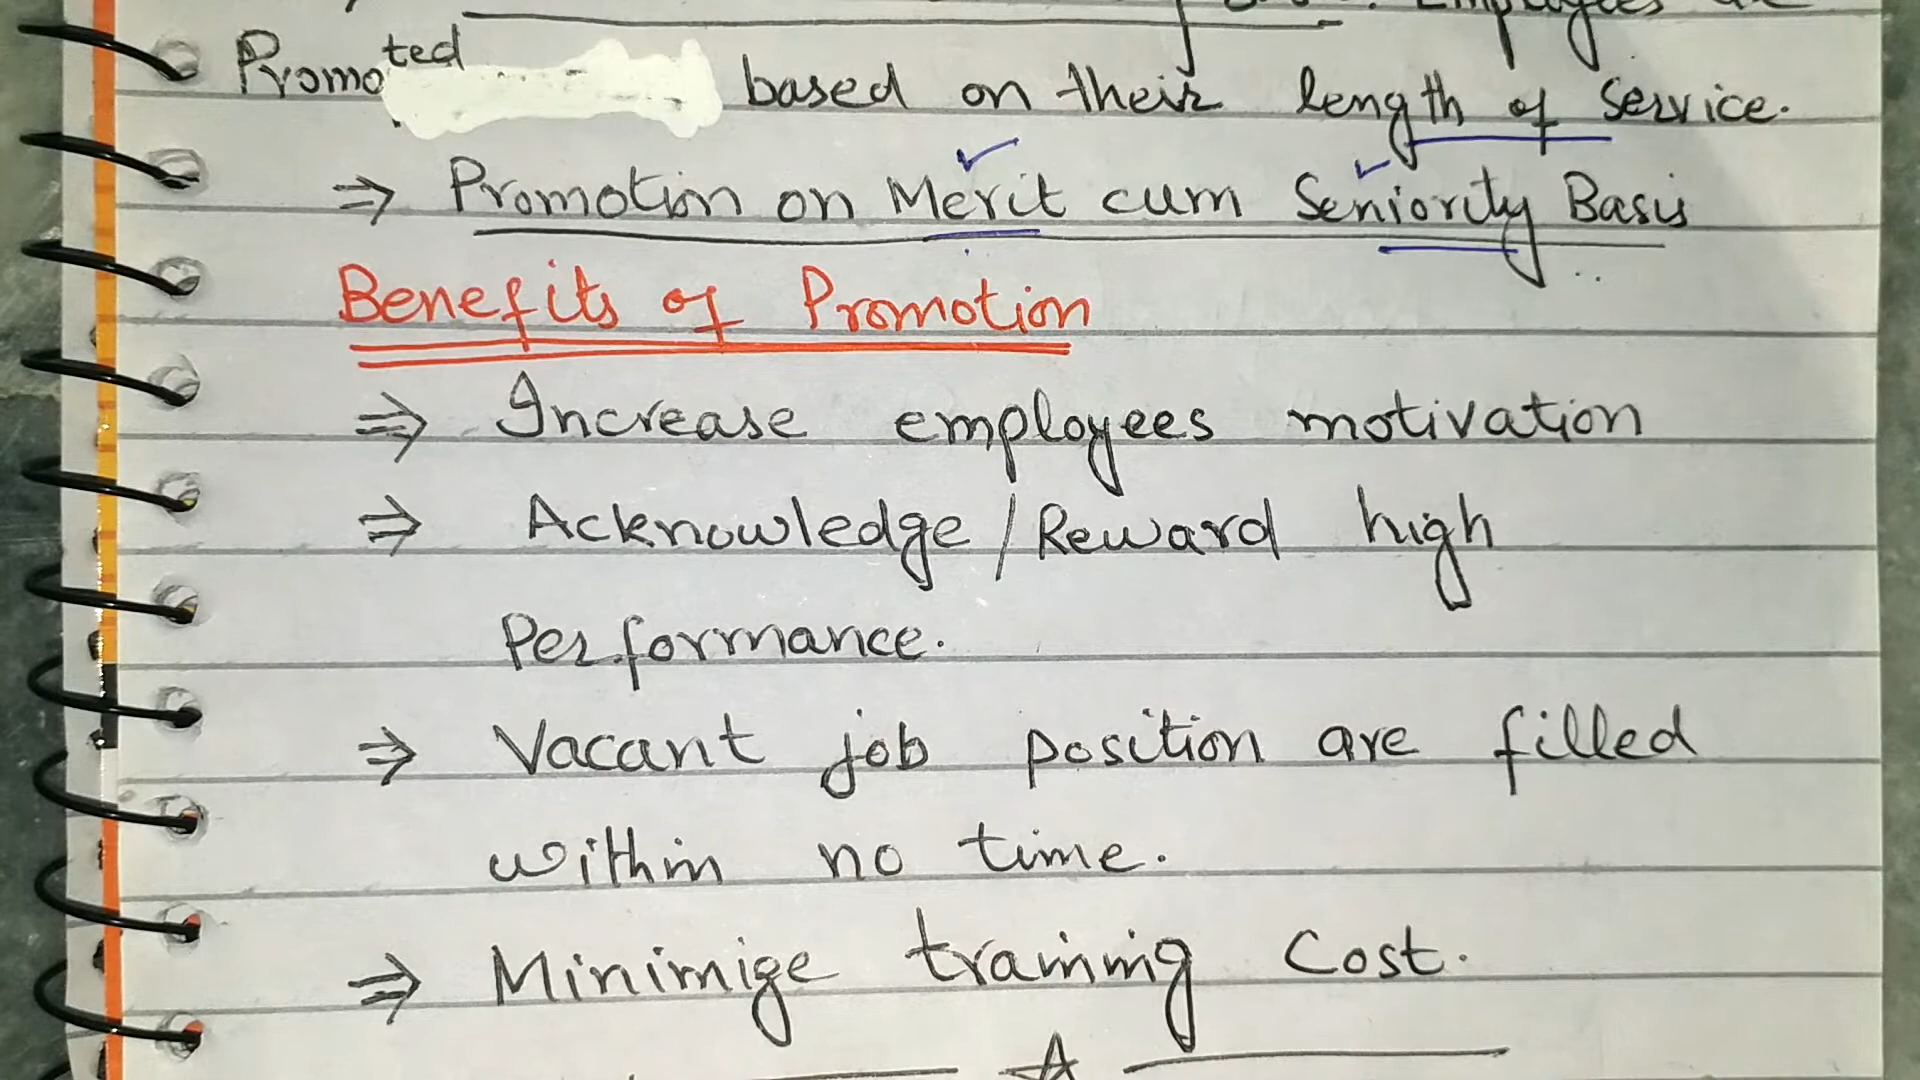 Employees
Promoted based on their length of Service.
⇒ Promotion on Merit cum Seniority Basis
Benefits of Promotion
⇒ Increase employees motivation
⇒ Acknowledge/Reward high
Performance.
⇒ Vacant job position are filled
within no time.
⇒ Minimize training Cost.